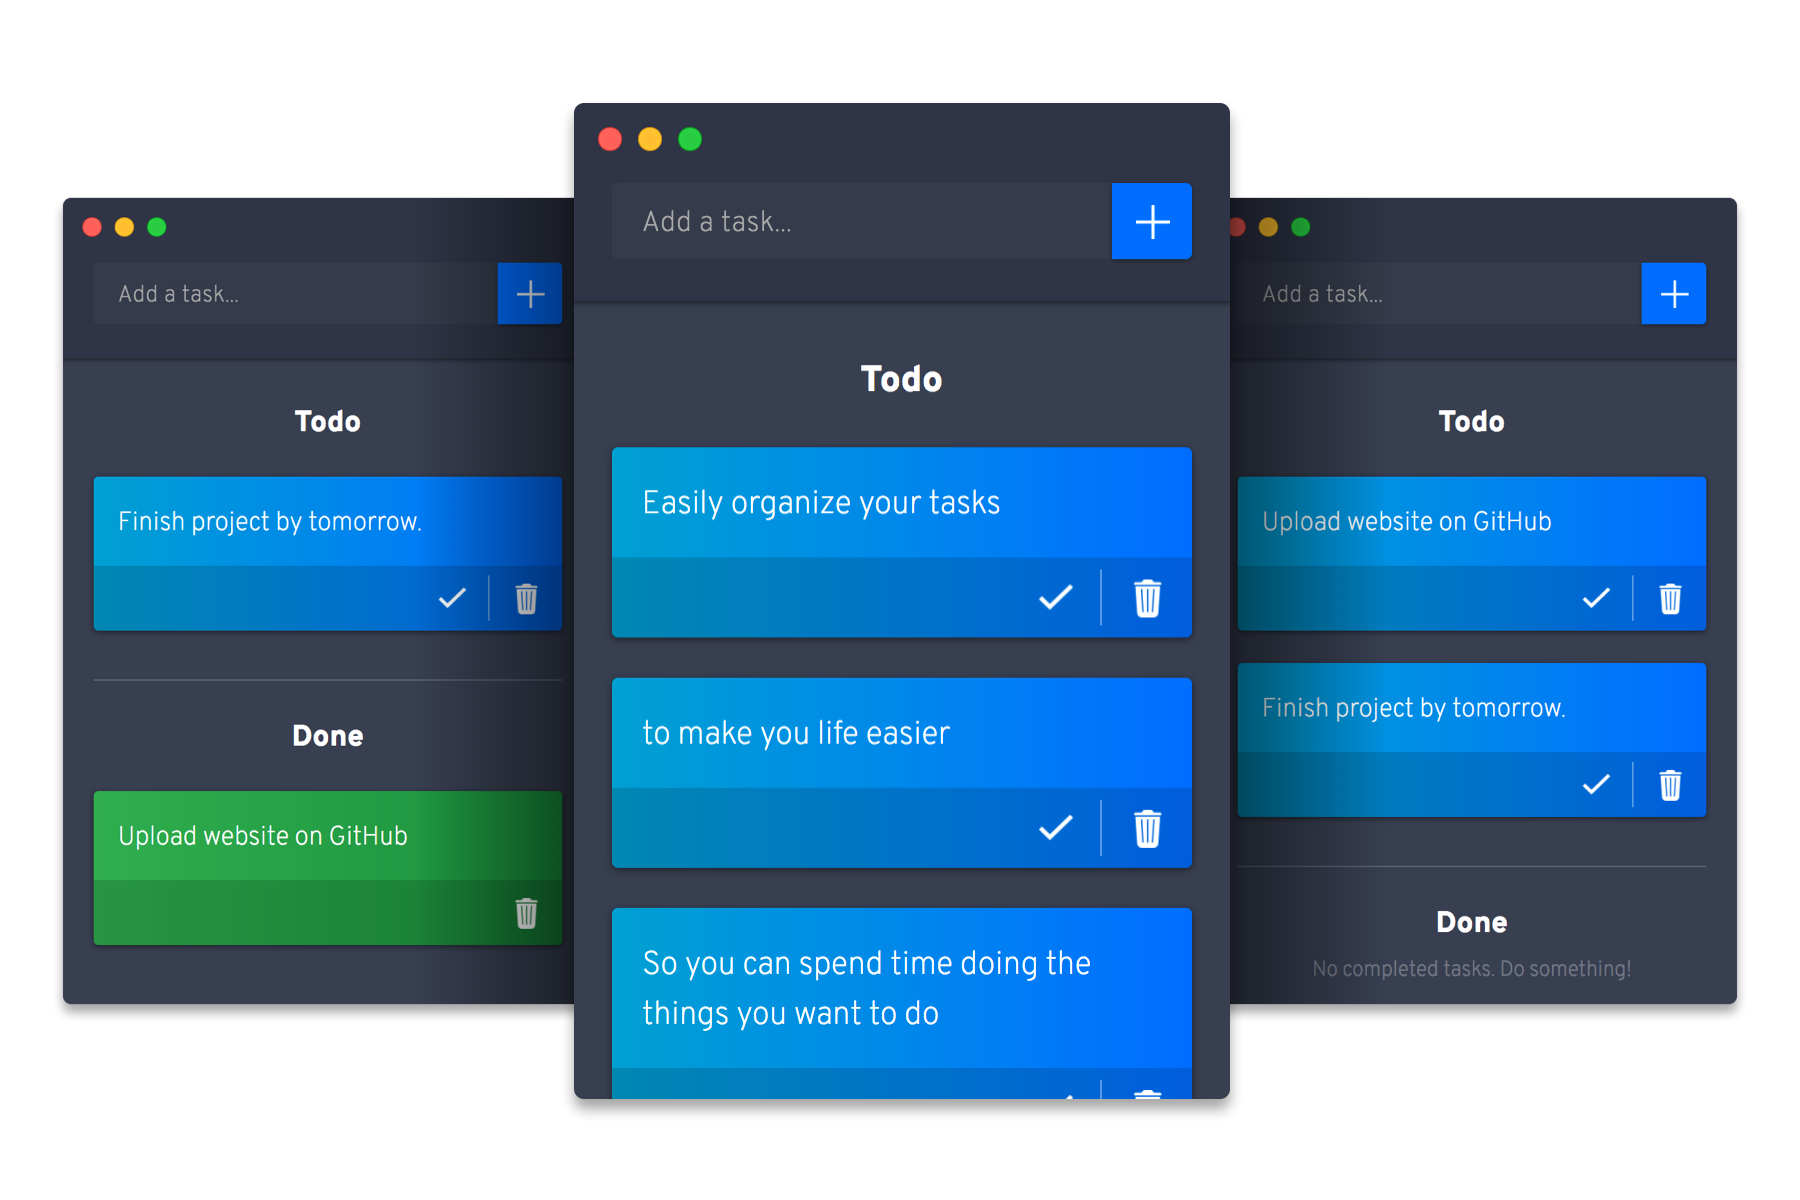 Add a task...
Todo
Finish project by tomorrow.
Done
Upload website on GitHub
Add a task...
Todo
Easily organize your tasks
to make you life easier
So you can spend time doing the
things you want to do
Add a task...
Todo
Upload website on GitHub
Finish project by tomorrow.
Done
No completed tasks. Do something!